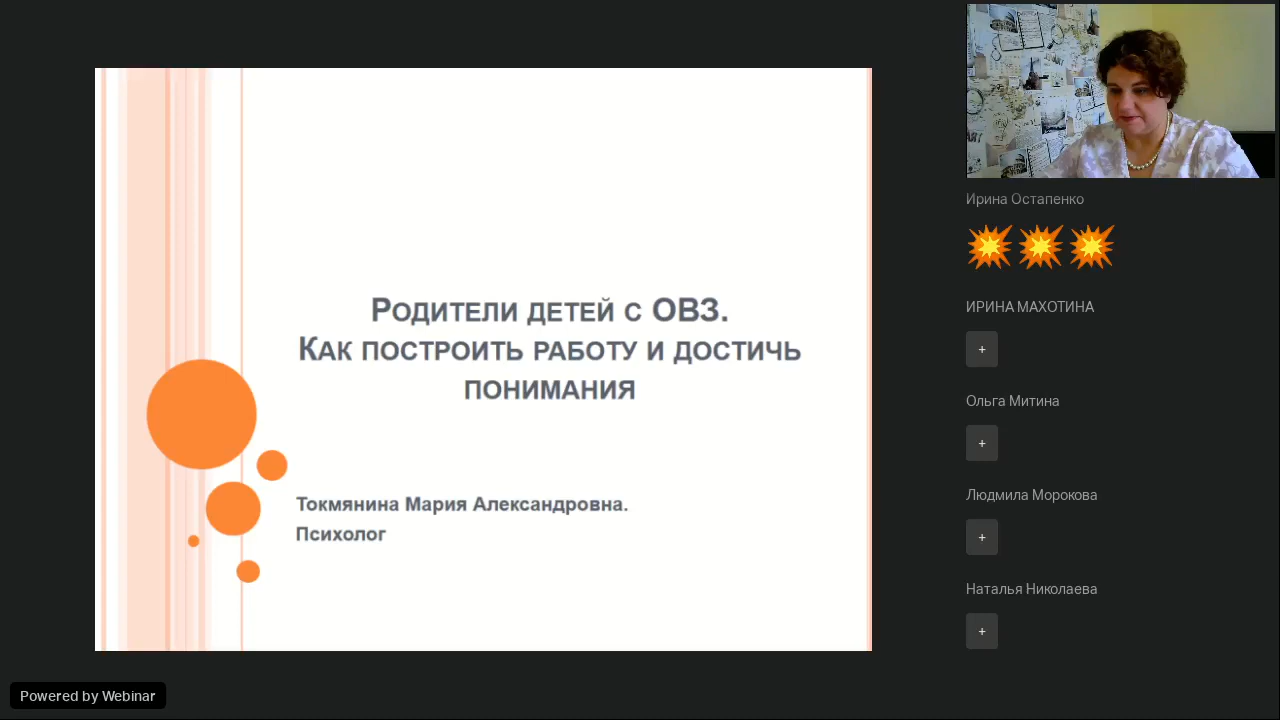 Родители детей с ОВЗ.
Как построить работу и достичь
понимания
Токмянина Мария Александровна.
Психолог
Ирина Остапенко
💥💥💥
ИРИНА МАХОТИНА
+
Ольга Митина
+
Людмила Морокова
+
Наталья Николаева
+
Powered by Webinar